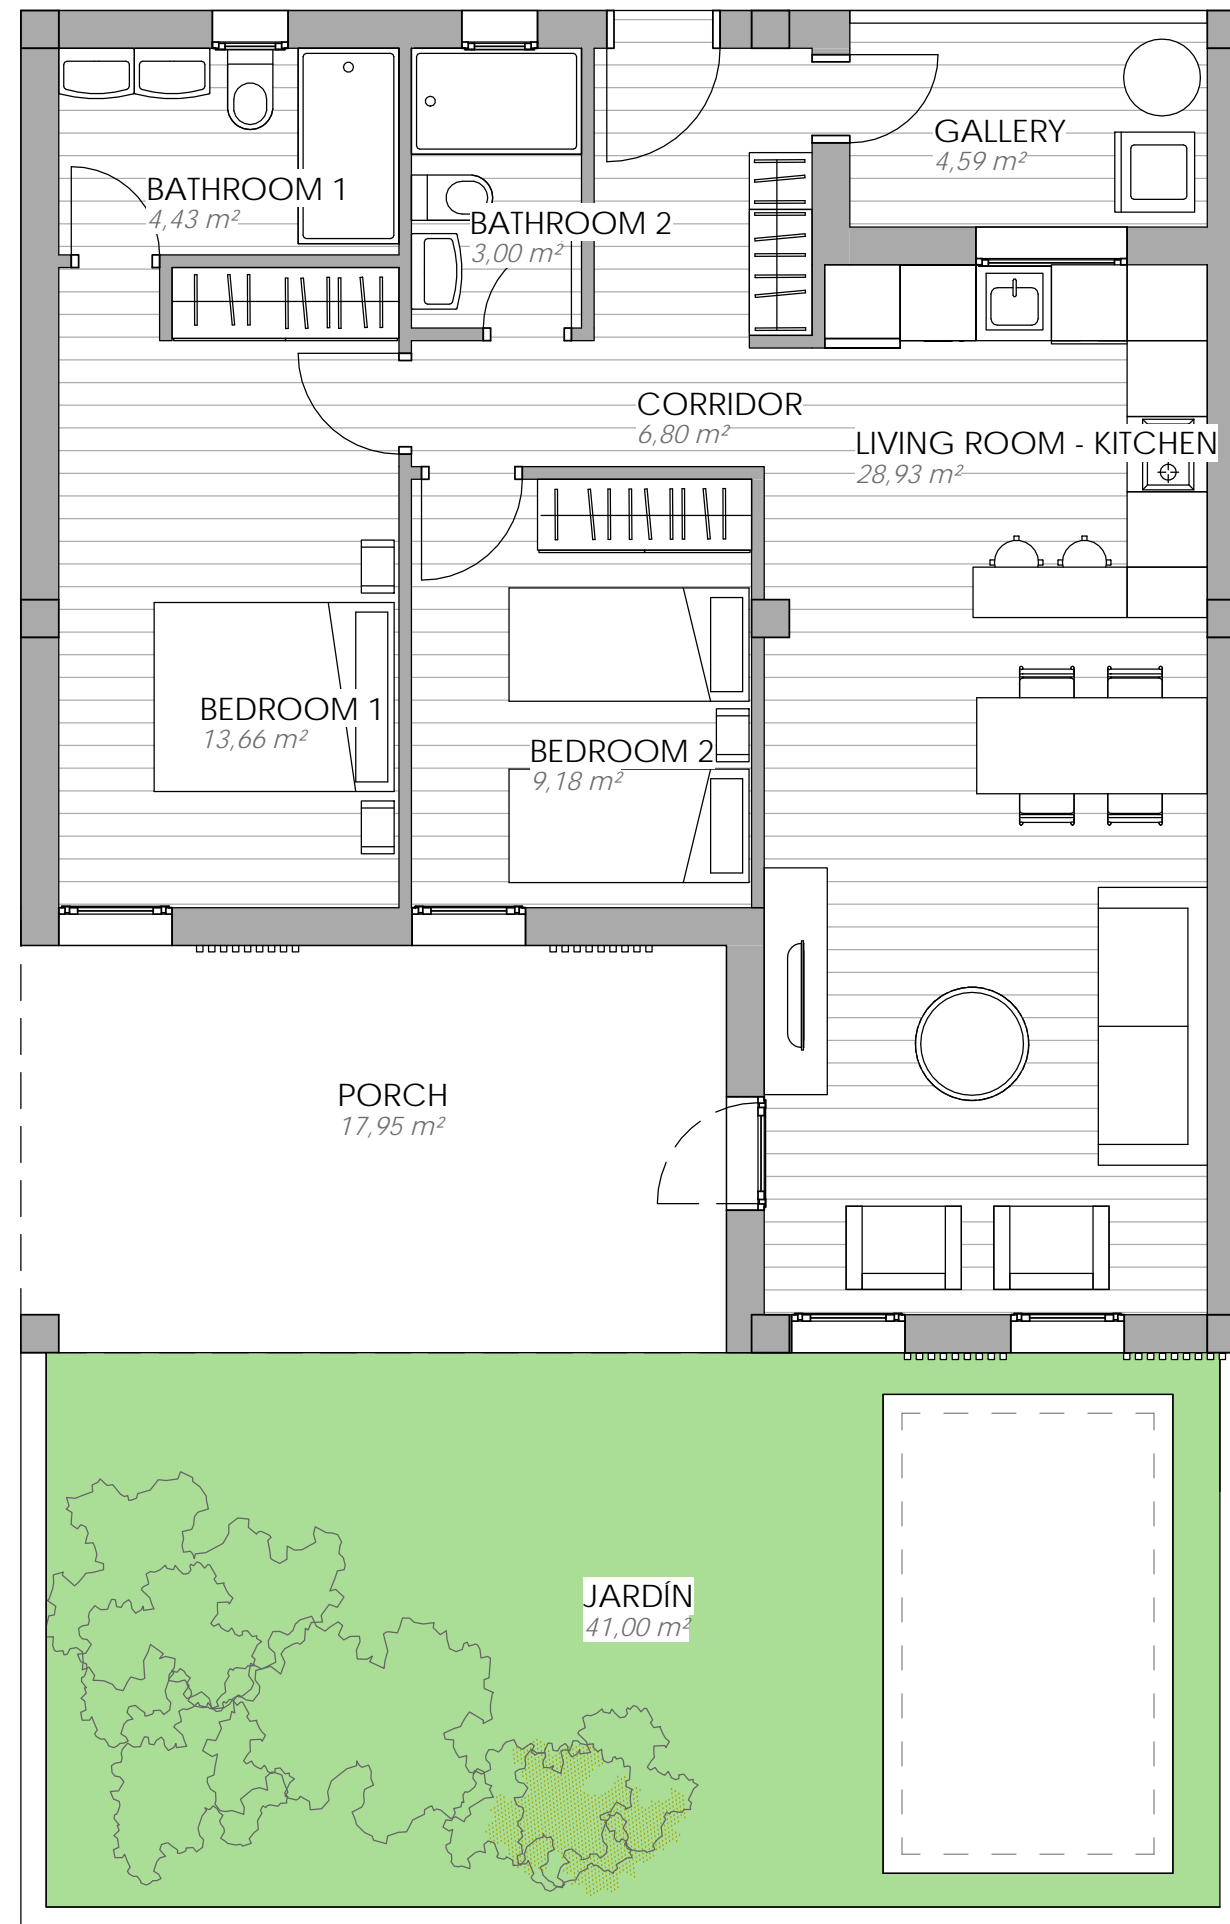 GALLERY
4,59 m²
BATHROOM 1
4,43 m²
BATHROOM 2
3,00 m²
CORRIDOR
6,80 m²
LIVING ROOM - KITCHEN
28,93 m²
BEDROOM 1
13,66 m²
BEDROOM 2
9,18 m²
PORCH
17,95 m²
JARDÍN
41,00 m²